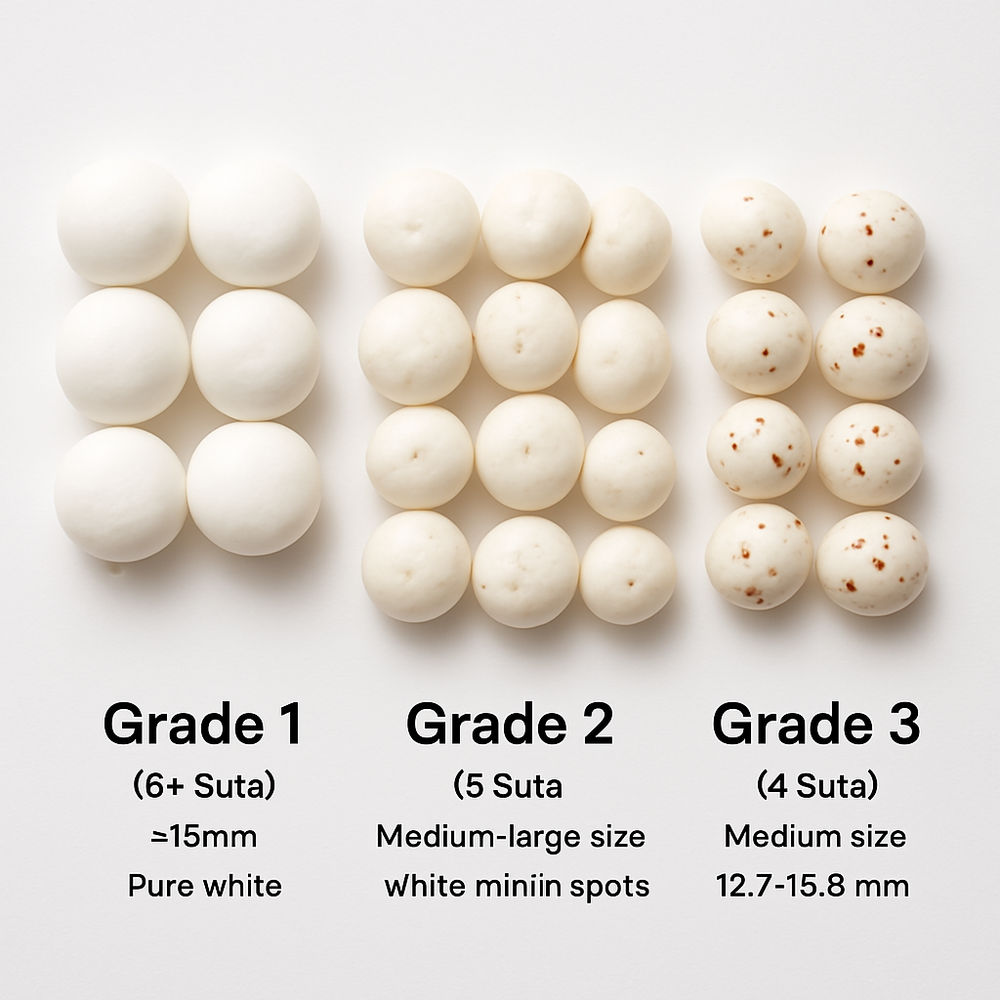 Grade 1
(6+ Suta)
≥15mm
Pure white
Grade 2
(5 Suta
Medium-large size
white miniin spots
Grade 3
(4 Suta)
Medium size
12.7-15.8 mm